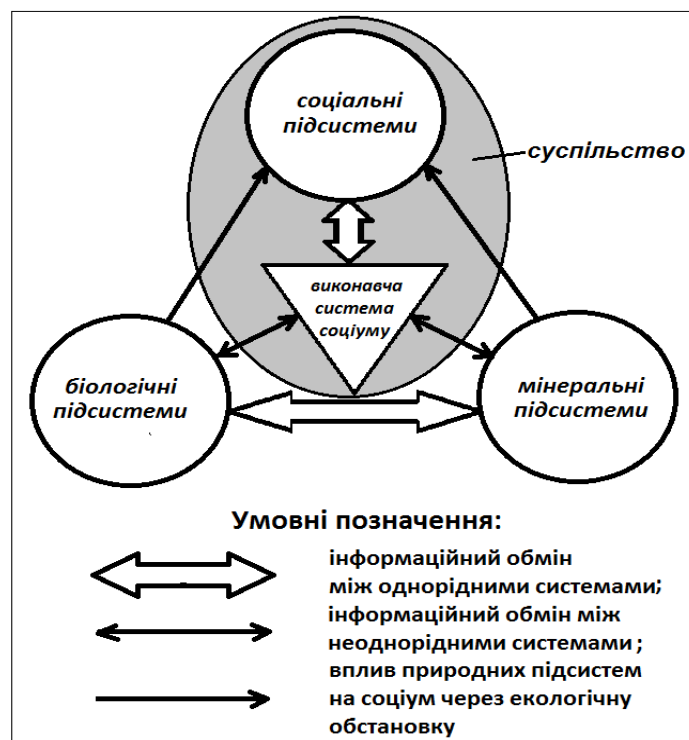 соціальні
підсистеми
суспільство
виконавча
система
соціуму
біологічні
підсистеми
мінеральні
підсистеми
Умовні позначення:
інформаційний обмін
між однорідними системами;
інформаційний обмін між
неоднорідними системами ;
вплив природних підсистем
на соціум через екологічну
обстановку